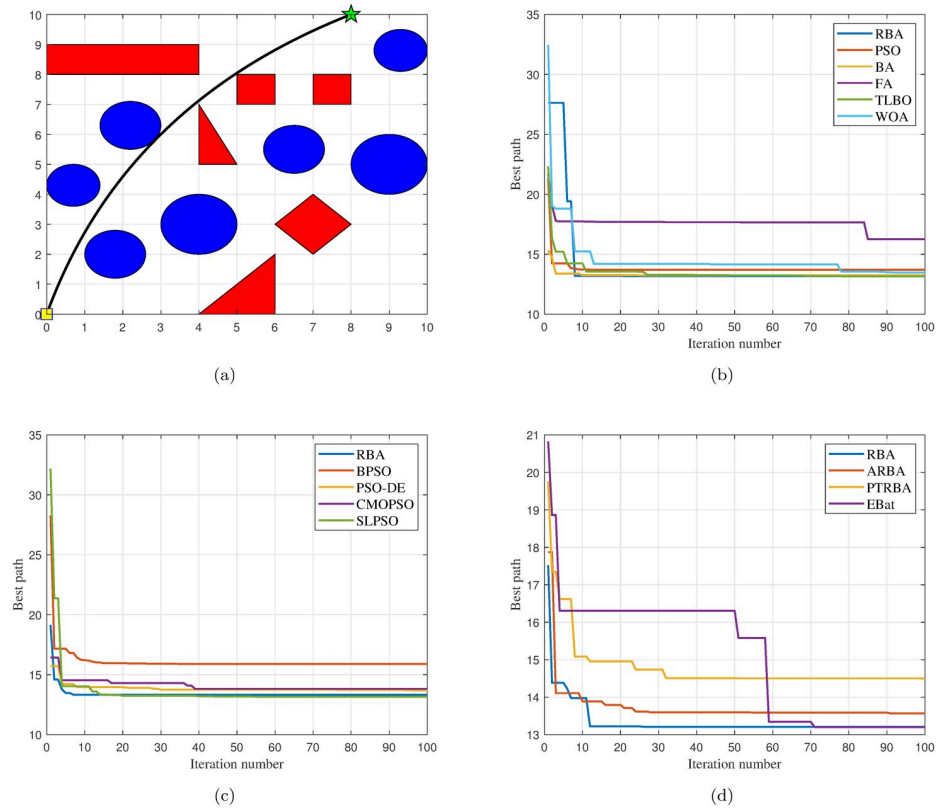 10
9
8
7
6
5
4
3
2
1
0
0 1 2 3 4 5 6 7 8 9 10
(a)
35
30
25
20
15
10
Best path
0 10 20 30 40 50 60 70 80 90 100
Iteration number
RBA
PSO
BA
FA
TLBO
WOA
(b)
35
30
25
20
15
10
Best path
0 10 20 30 40 50 60 70 80 90 100
Iteration number
RBA
BPSO
PSO-DE
CMOPSO
SLPSO
(c)
21
20
19
18
17
16
15
14
13
Best path
0 10 20 30 40 50 60 70 80 90 100
Iteration number
RBA
ARBA
PTRBA
EBat
(d)